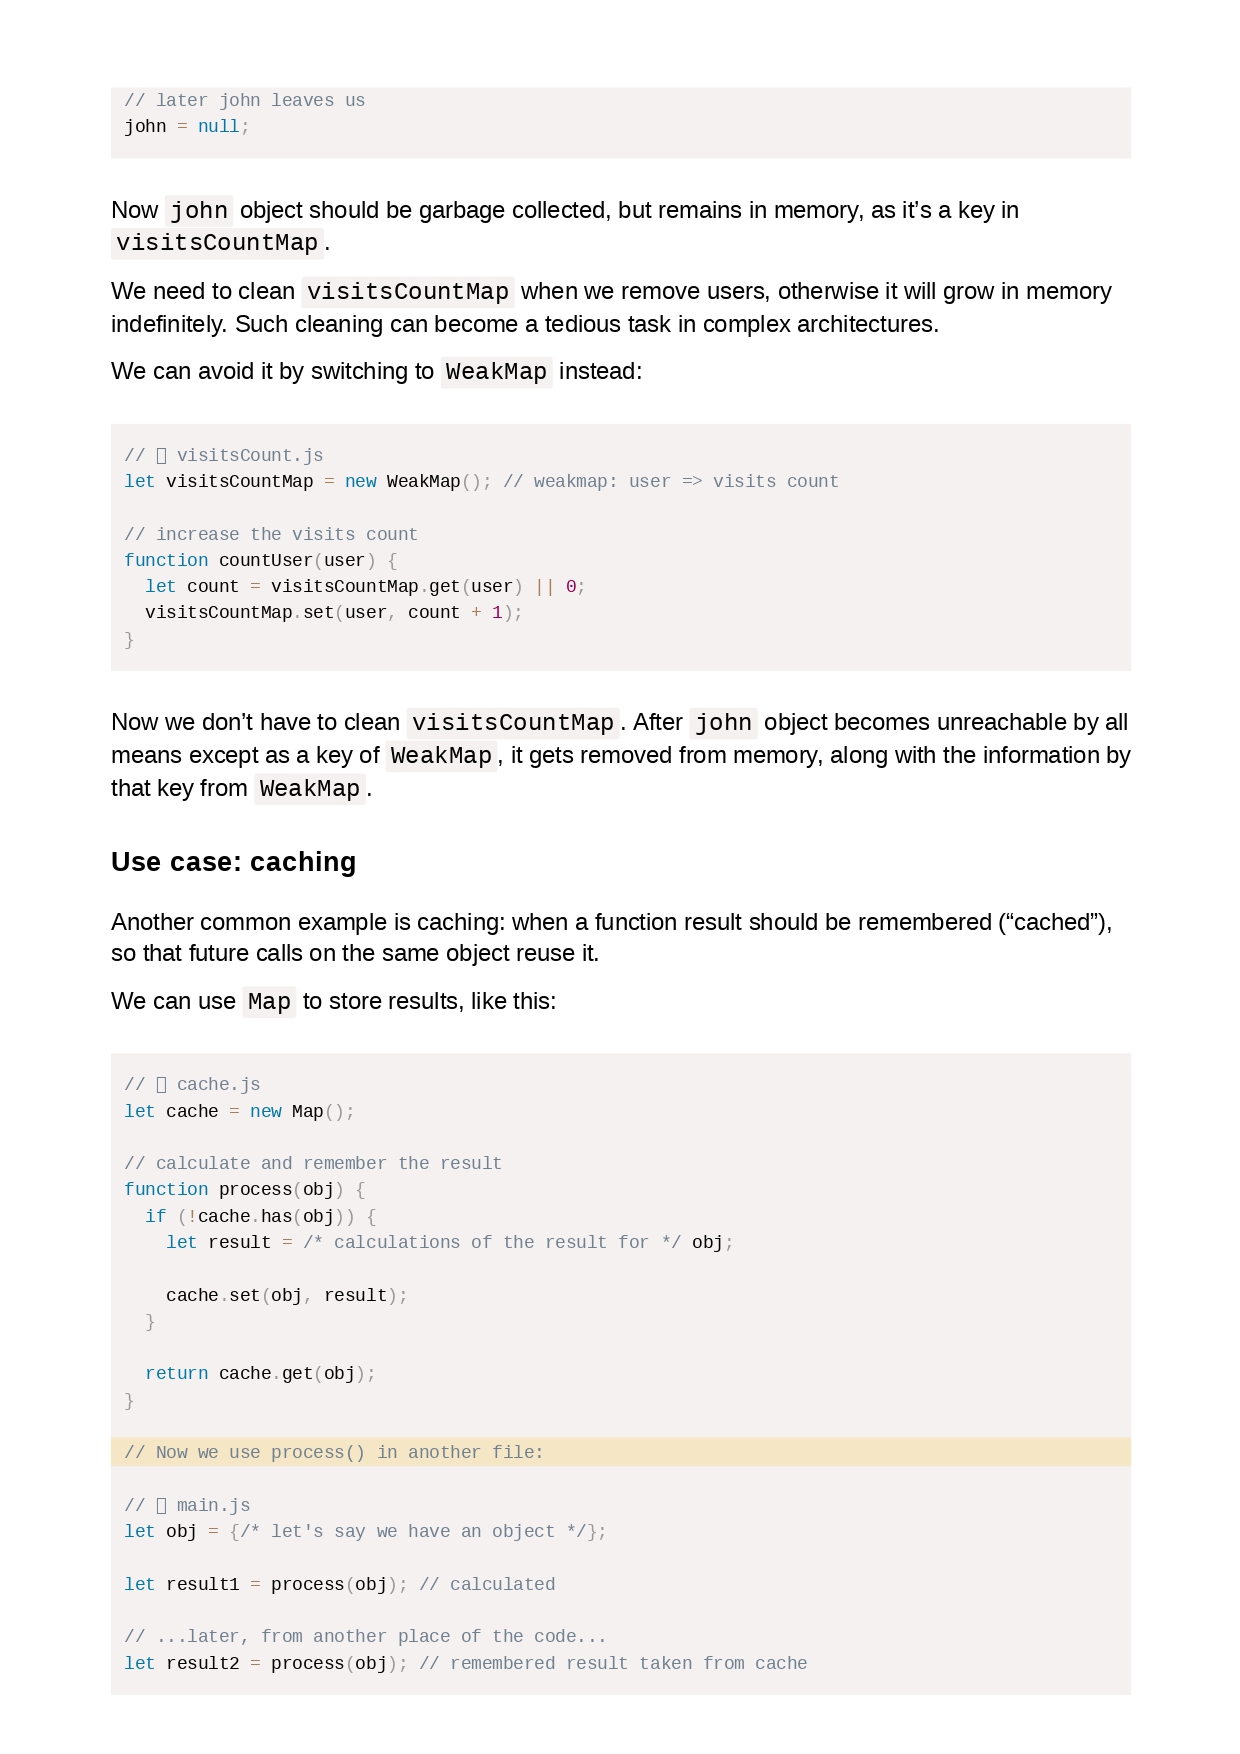 // later john leaves us
john = null;
Now john object should be garbage collected, but remains in memory, as it’s a key in
visitsCountMap.
We need to clean visitsCountMap when we remove users, otherwise it will grow in memory
indefinitely. Such cleaning can become a tedious task in complex architectures.
We can avoid it by switching to WeakMap instead:
// 📁 visitsCount.js
let visitsCountMap = new WeakMap(); // weakmap: user => visits count
// increase the visits count
function countUser(user) {
  let count = visitsCountMap.get(user) || 0;
  visitsCountMap.set(user, count + 1);
}
Now we don’t have to clean visitsCountMap. After john object becomes unreachable by all
means except as a key of WeakMap, it gets removed from memory, along with the information by
that key from WeakMap.
Use case: caching
Another common example is caching: when a function result should be remembered (“cached”),
so that future calls on the same object reuse it.
We can use Map to store results, like this:
// 📁 cache.js
let cache = new Map();
// calculate and remember the result
function process(obj) {
  if (!cache.has(obj)) {
    let result = /* calculations of the result for */ obj;
    cache.set(obj, result);
  }
  return cache.get(obj);
}
// Now we use process() in another file:
// 📁 main.js
let obj = {/* let's say we have an object */};
let result1 = process(obj); // calculated
// ...later, from another place of the code...
let result2 = process(obj); // remembered result taken from cache